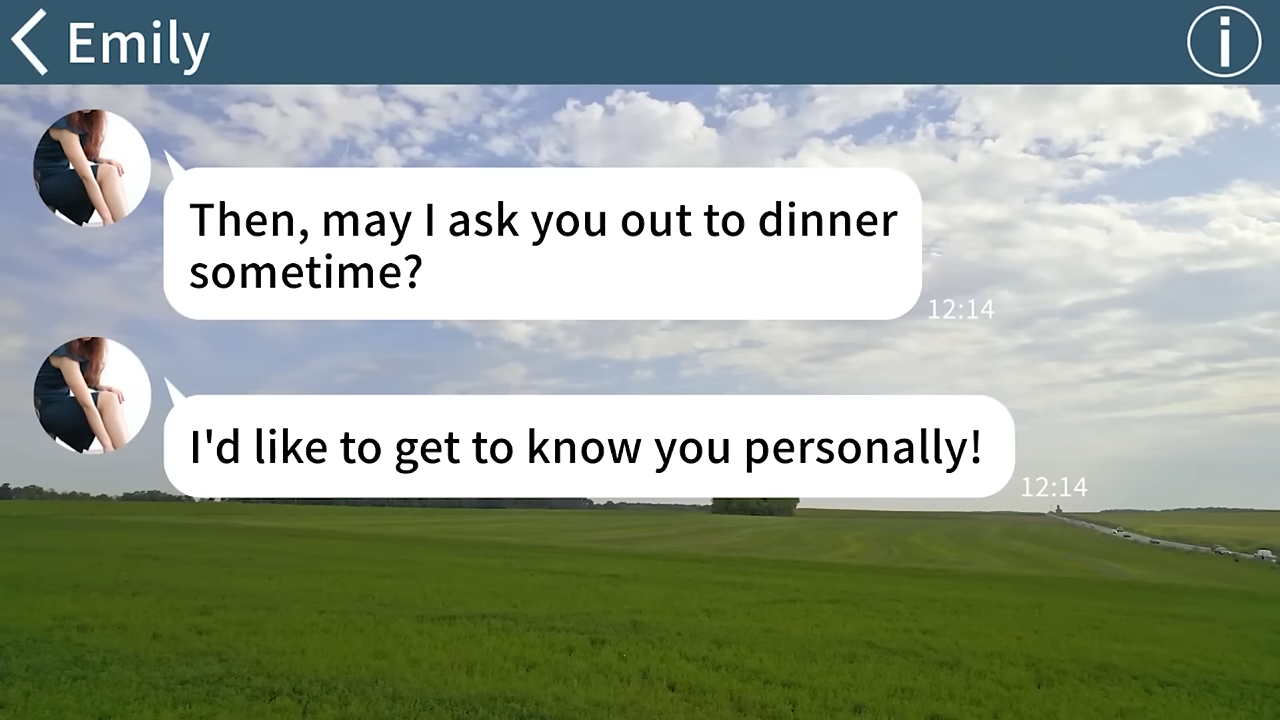 Emily
Then, may I ask you out to dinner
sometime?
12:14
I'd like to get to know you personally!
12:14